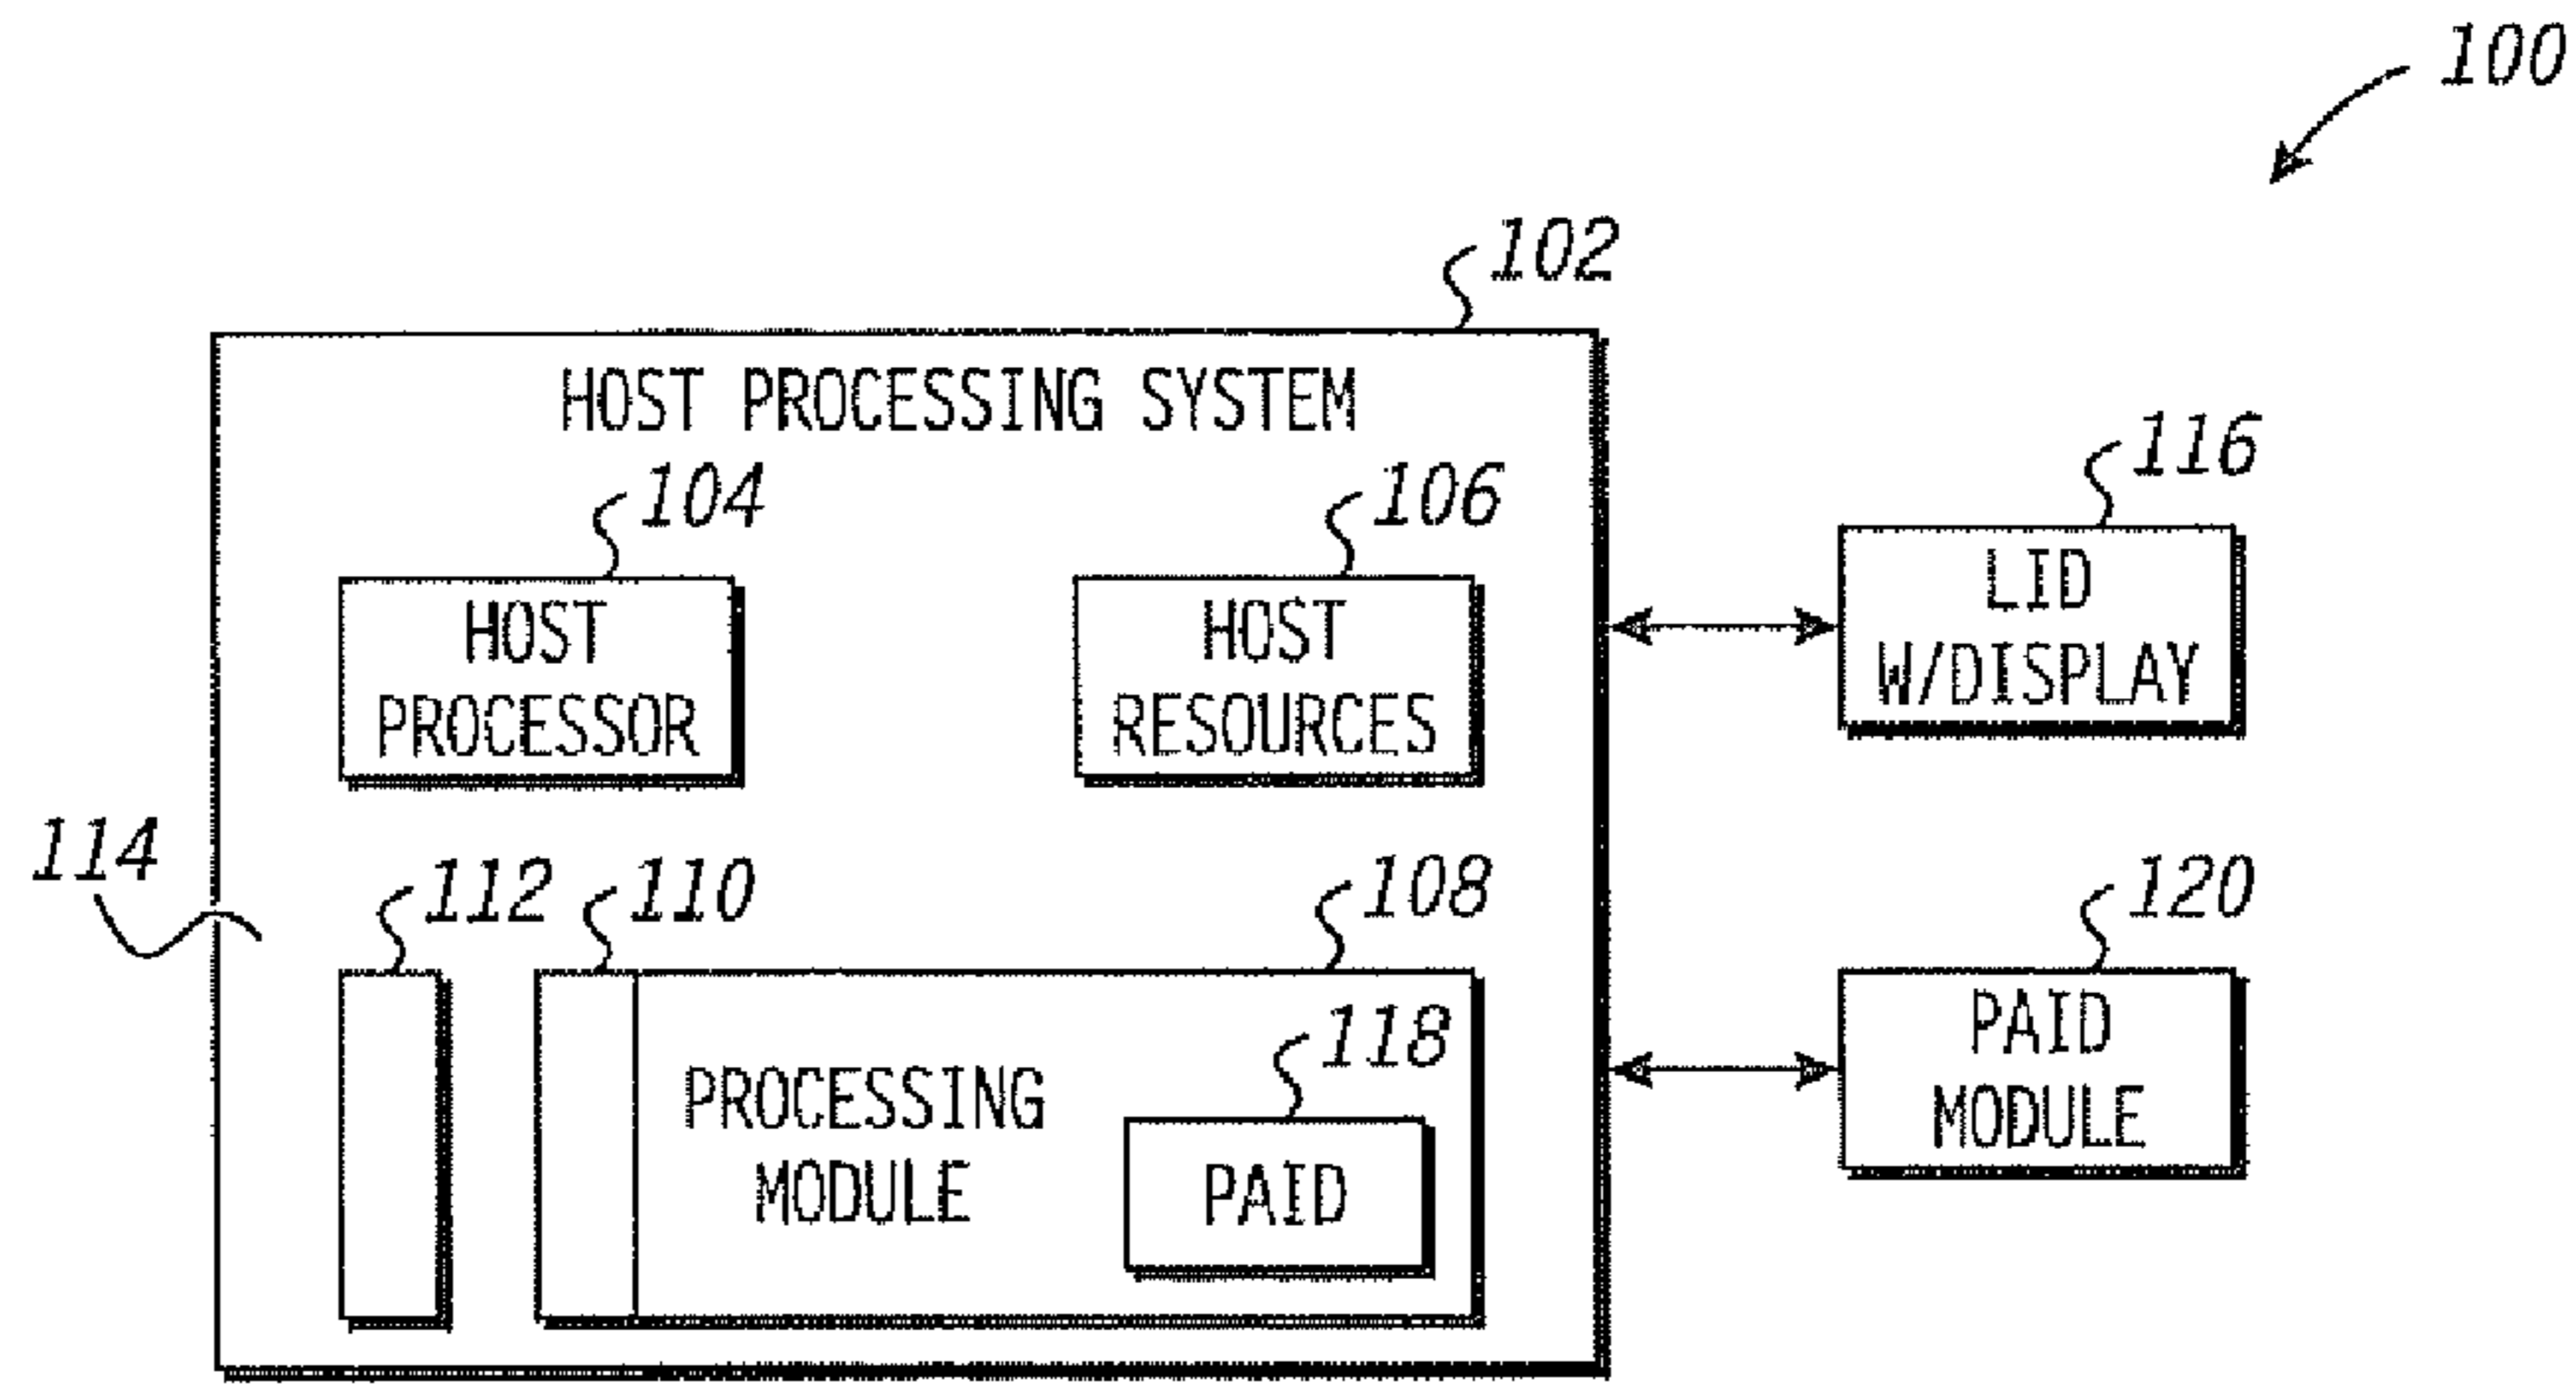 100
102
HOST PROCESSING SYSTEM
104
106
116
HOST
PROCESSOR
HOST
RESOURCES
LID
W/DISPLAY
114
112
110
108
120
118
PROCESSING
MODULE
PAID
PAID
MODULE